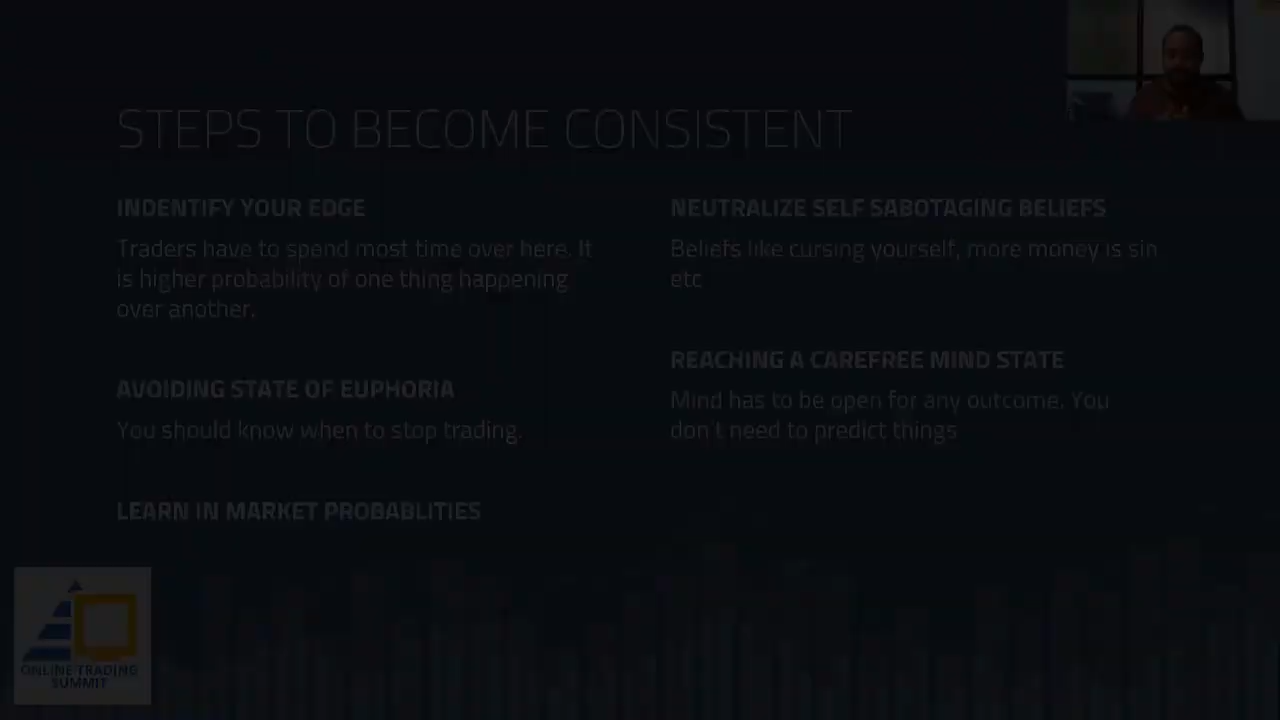 STEPS TO BECOME CONSISTENT
INDENTIFY YOUR EDGE
Traders have to spend most time over here. It
is higher probability of one thing happening
over another.
AVOIDING STATE OF EUPHORIA
You should know when to stop trading.
LEARN IN MARKET PROBABLITIES
NEUTRALIZE SELF SABOTAGING BELIEFS
Beliefs like cursing yourself, more money is sin
etc
REACHING A CAREFREE MIND STATE
Mind has to be open for any outcome. You
don't need to predict things
ONLINE TRADING
SUMMIT